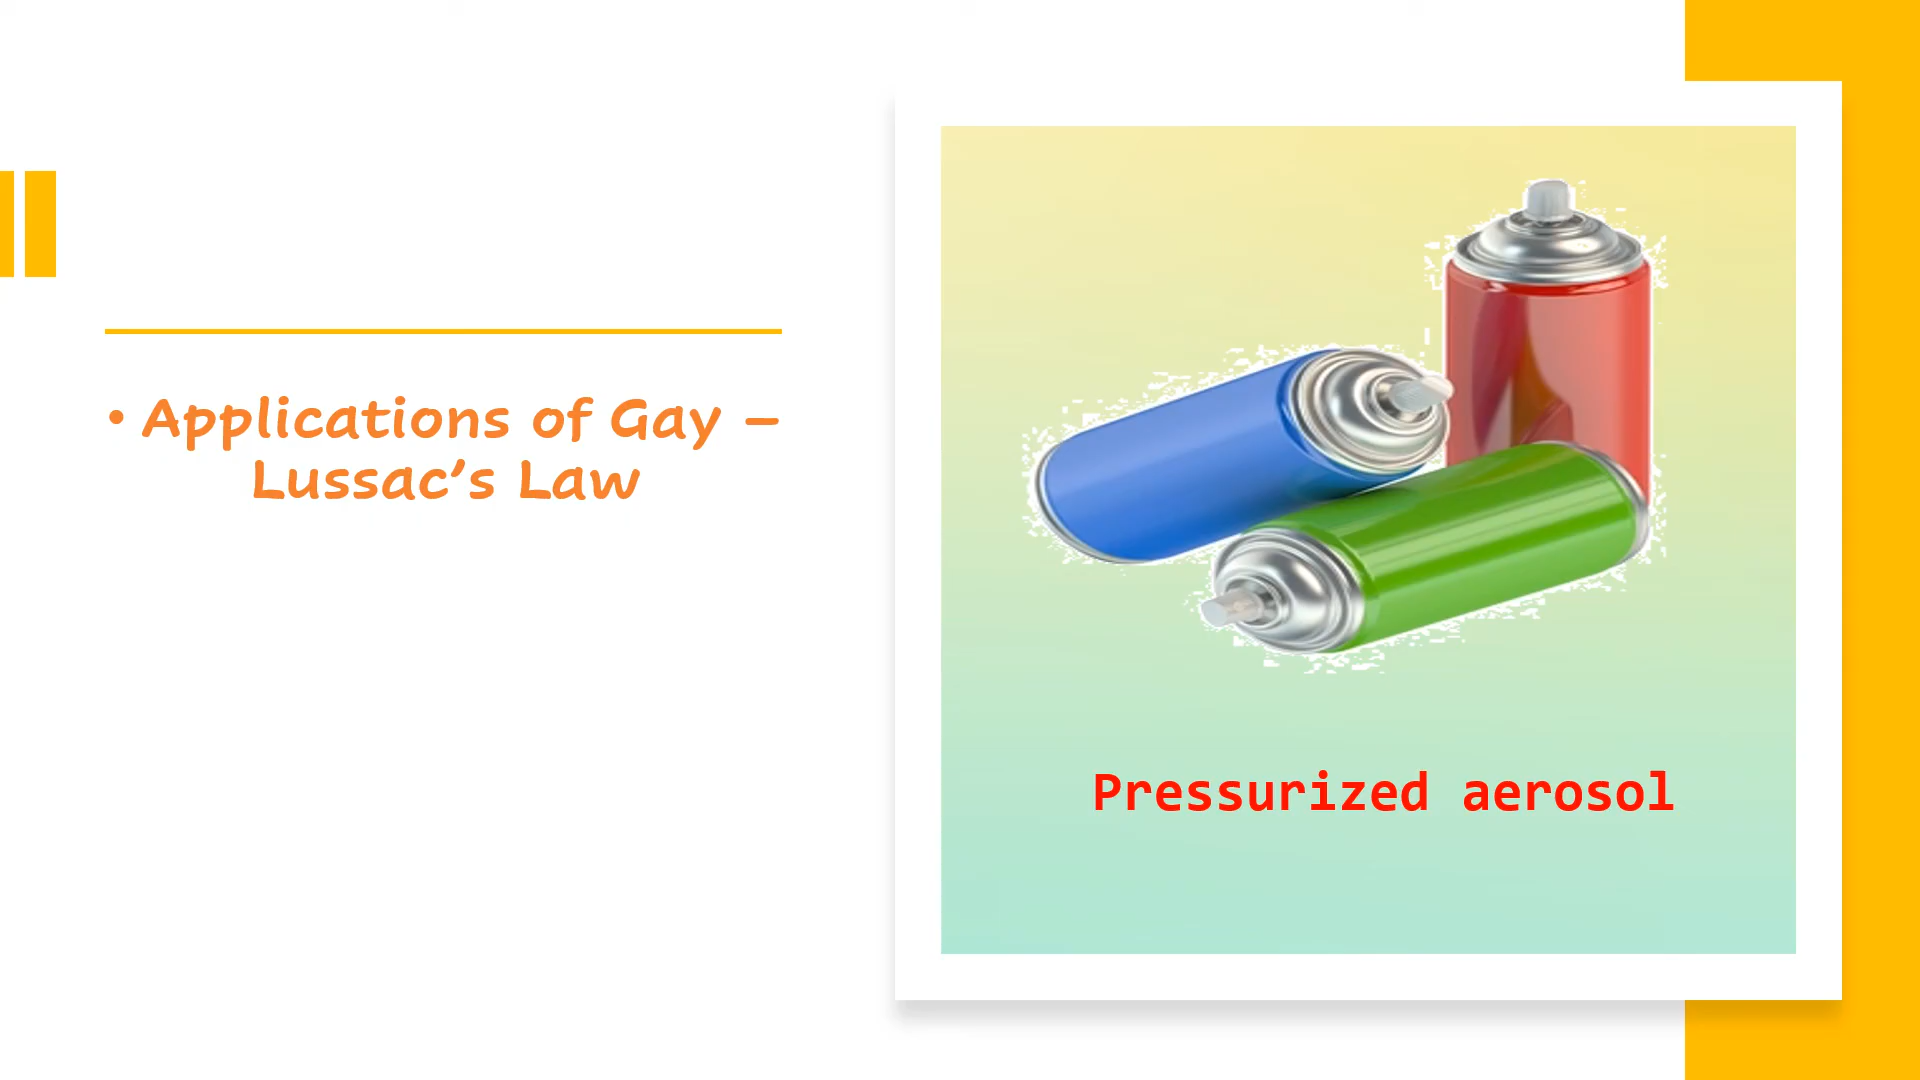 • Applications of Gay –
Lussac’s Law
Pressurized aerosol